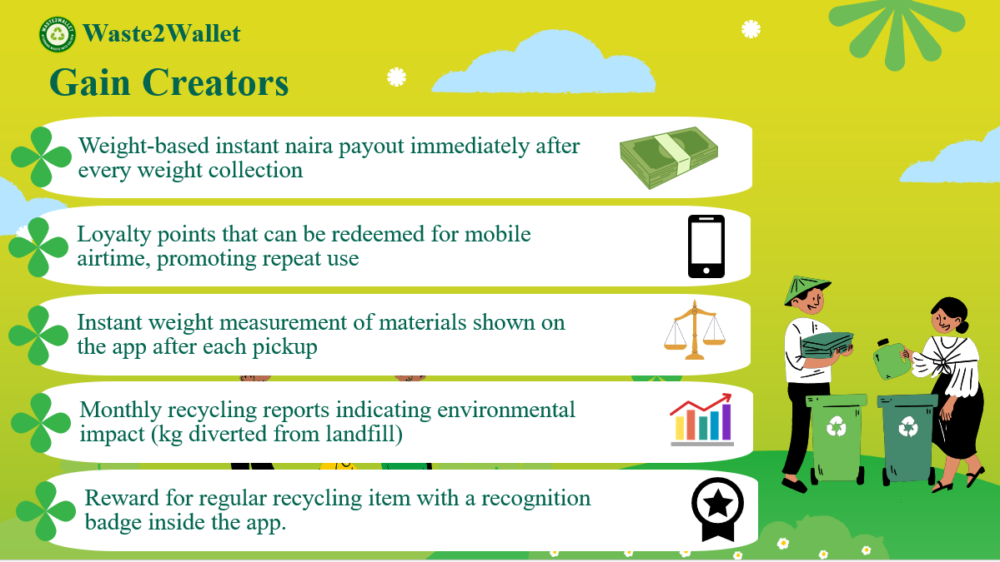 WASTE2WALLET
Waste2Wallet
Gain Creators
Weight-based instant naira payout immediately after
every weight collection
Loyalty points that can be redeemed for mobile
airtime, promoting repeat use
Instant weight measurement of materials shown on
the app after each pickup
Monthly recycling reports indicating environmental
impact (kg diverted from landfill)
Reward for regular recycling item with a recognition
badge inside the app.